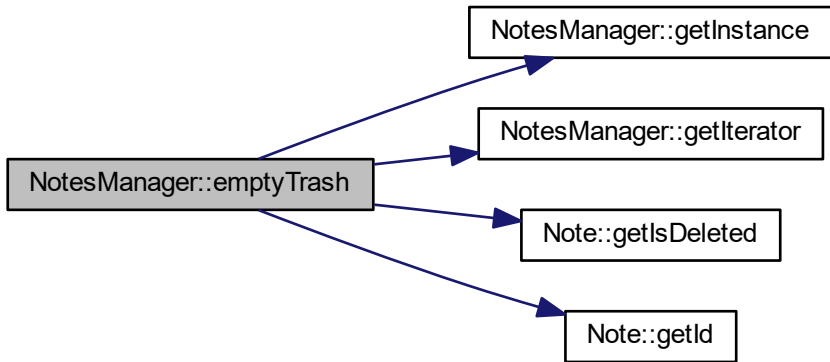 NotesManager::getInstance
NotesManager::getIterator
NotesManager::emptyTrash
Note::getIsDeleted
Note::getId